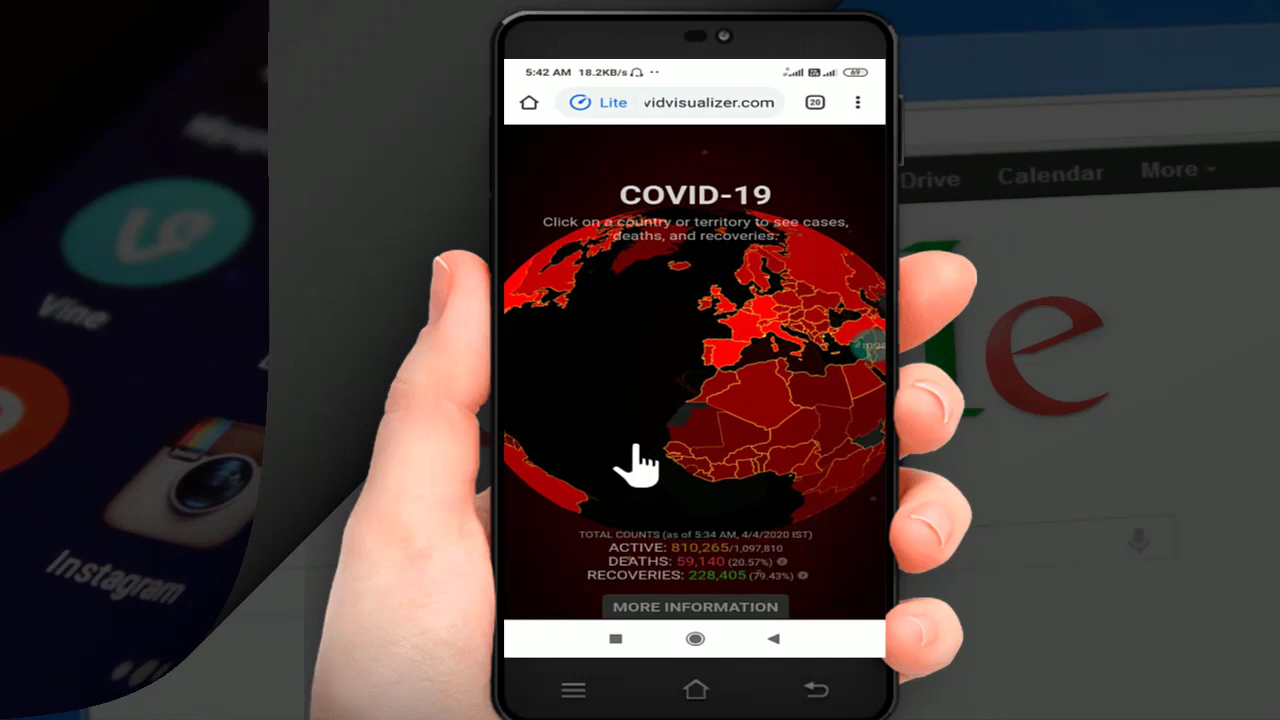 5:42 AM 18.2KB/s
69
Lite vidvisualizer.com
20
COVID-19
Click on a country or territory to see cases,
deaths, and recoveries.
TOTAL COUNTS (as of 5:34 AM, 4/4/2020 IST)
ACTIVE: 810,265/1,097,810
DEATHS: 59,140 (20.57%)
RECOVERIES: 228,405 (79.43%)
MORE INFORMATION
Vine
Instagram
Drive Calendar More
le